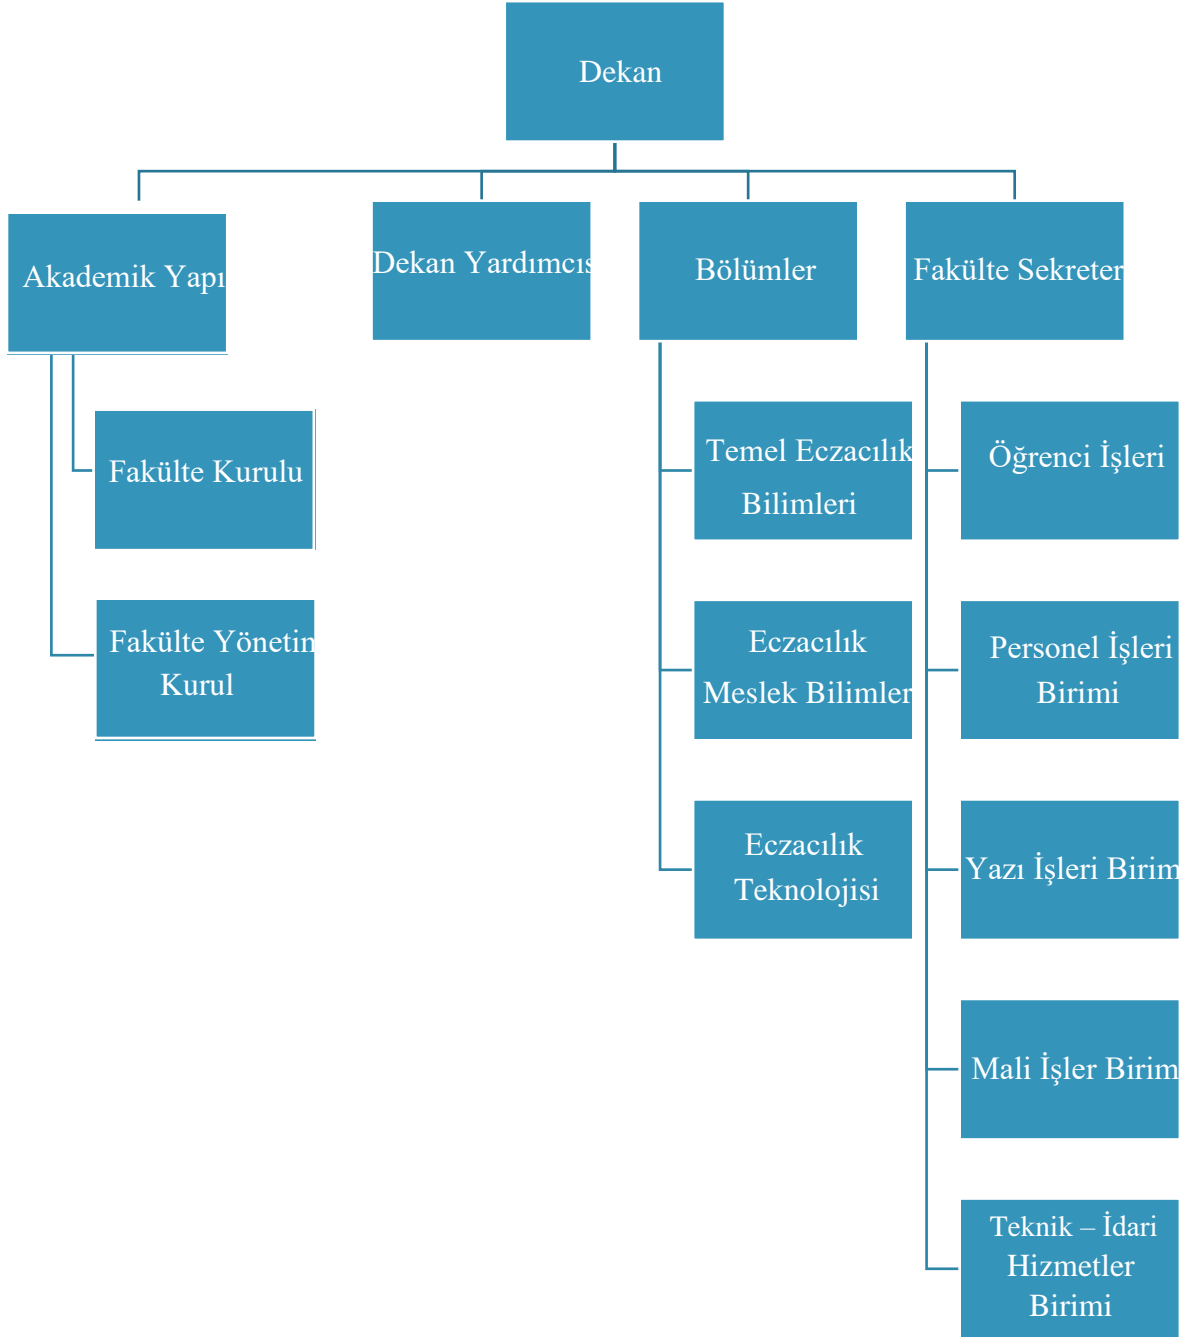 Dekan
Akademik Yapı
Dekan Yardımcıs
Bölümler
Fakülte Sekreter
Fakülte Kurulu
Fakülte Yönetin
Kurul
Temel Eczacılık
Bilimleri
Eczacılık
Meslek Bilimler
Eczacılık
Teknolojisi
Öğrenci İşleri
Personel İşleri
Birimi
Yazı İşleri Birim
Mali İşler Birim
Teknik – İdari
Hizmetler
Birimi